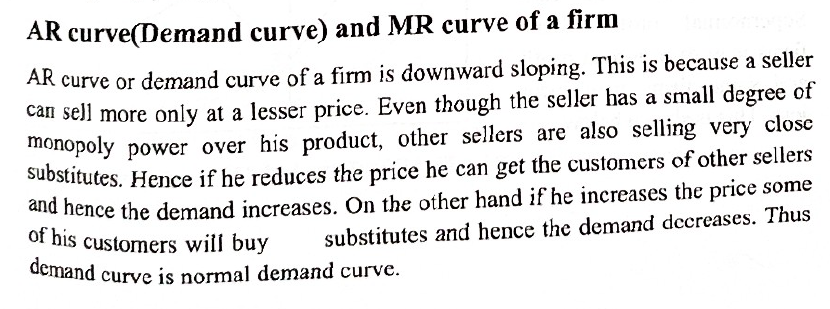 AR curve(Demand curve) and MR curve of a firm
AR curve or demand curve of a firm is downward sloping. This is because a seller
can sell more only at a lesser price. Even though the seller has a small degree of
monopoly power over his product, other sellers are also selling very close
substitutes. Hence if he reduces the price he can get the customers of other sellers
and hence the demand increases. On the other hand if he increases the price some
of his customers will buy substitutes and hence the demand decreases. Thus
demand curve is normal demand curve.